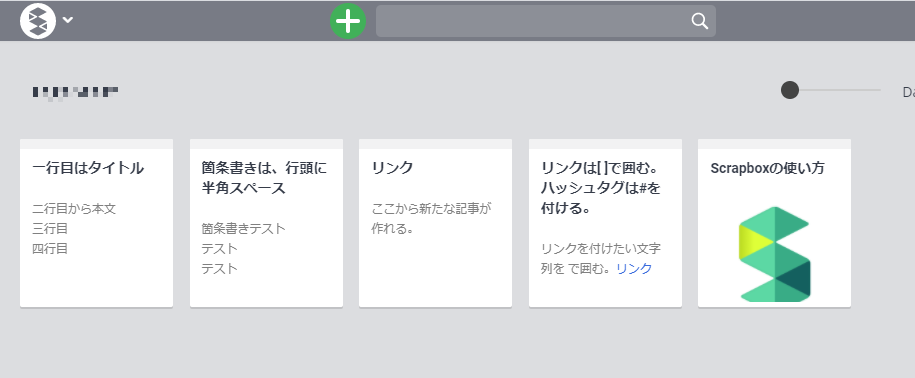 Da
一行目はタイトル
二行目から本文
三行目
四行目
箇条書きは、行頭に
半角スペース
箇条書きテスト
テスト
テスト
リンク
ここから新たな記事が
作れる。
リンクは[ ]で囲む。
ハッシュタグは#を
付ける。
リンクを付けたい文字
列を で囲む。リンク
Scrapboxの使い方